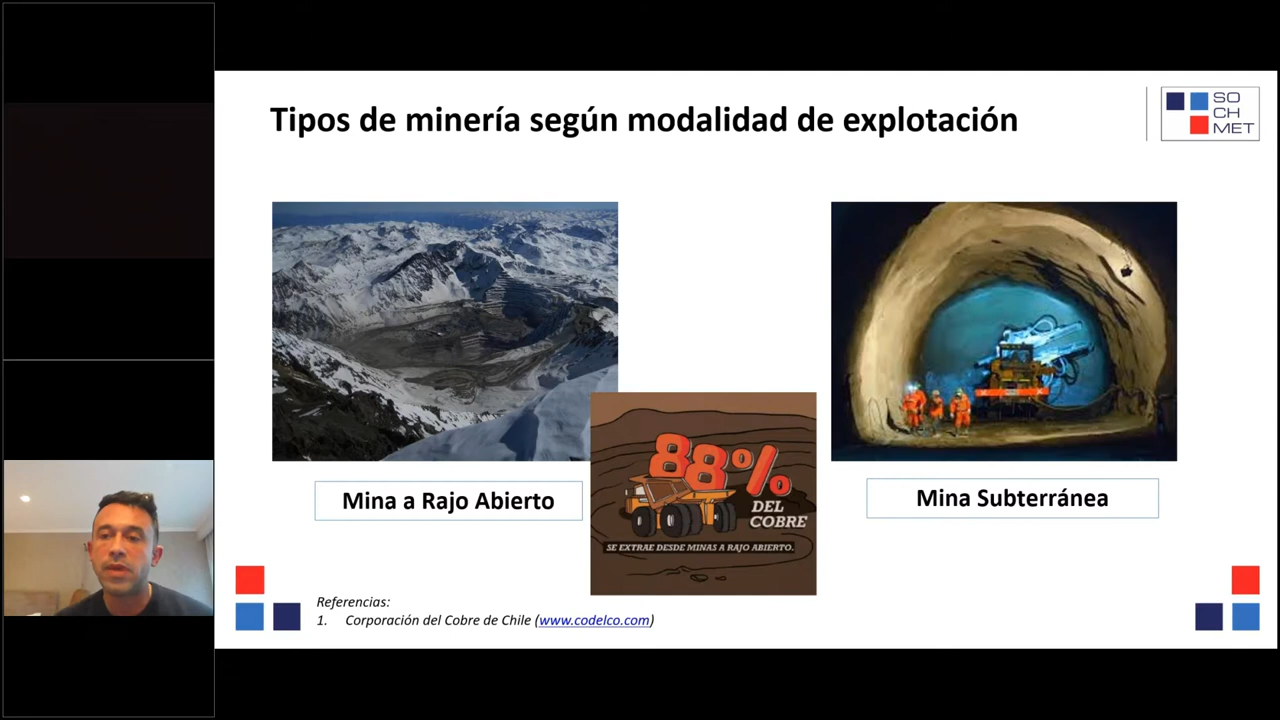 Tipos de minería según modalidad de explotación
SO
CH
MET
88%
DEL
COBRE
SE EXTRAE DESDE MINAS A RAJO ABIERTO.
Mina a Rajo Abierto
Mina Subterránea
Referencias:
1. Corporación del Cobre de Chile (www.codelco.com)